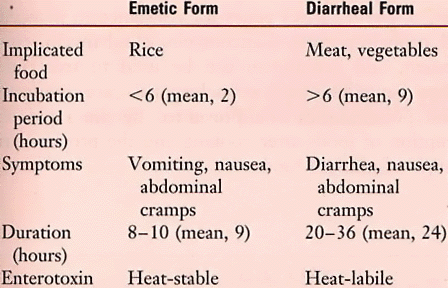 Emetic Form Diarrheal Form
Implicated Rice Meat, vegetables
food
Incubation <6 (mean, 2) >6 (mean, 9)
period
(hours)
Symptoms Vomiting, nausea, Diarrhea, nausea,
abdominal abdominal
cramps cramps
Duration 8–10 (mean, 9) 20–36 (mean, 24)
(hours)
Enterotoxin Heat-stable Heat-labile